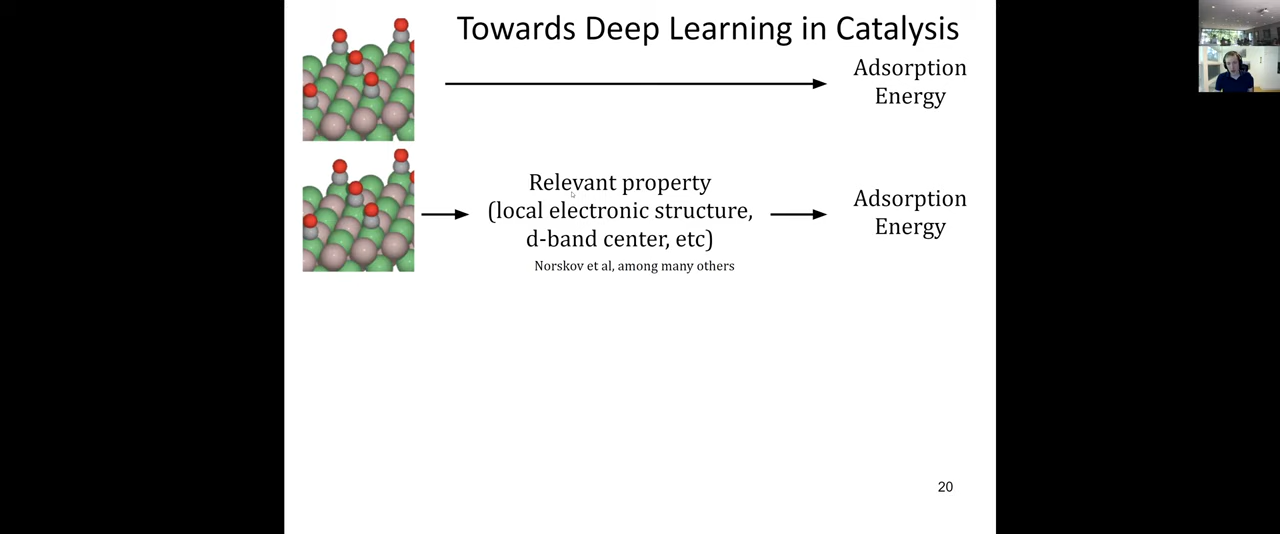 Towards Deep Learning in Catalysis
Adsorption
Energy
Relevant property
(local electronic structure,
d-band center, etc)
Adsorption
Energy
Norskov et al, among many others
20